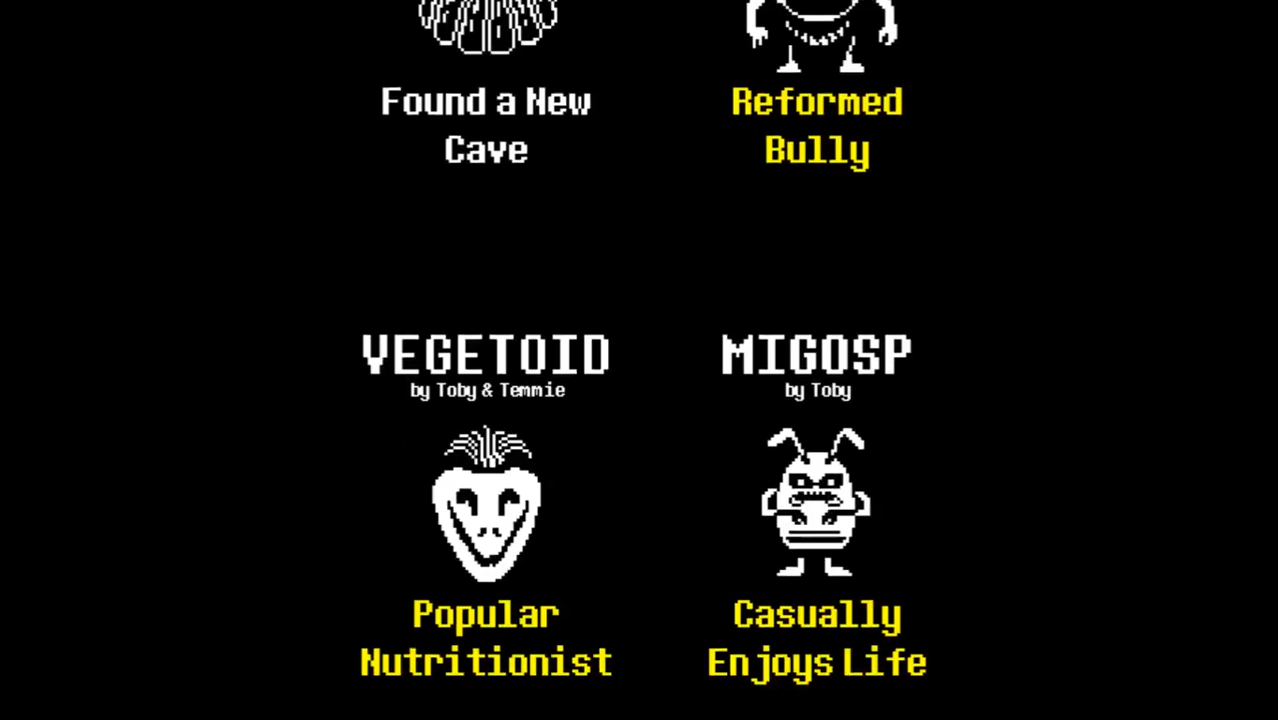 Found a New
Cave
Reformed
Bully
VEGETOID
by Toby & Temmie
MIGOSP
by Toby
Popular
Nutritionist
Casually
Enjoys Life